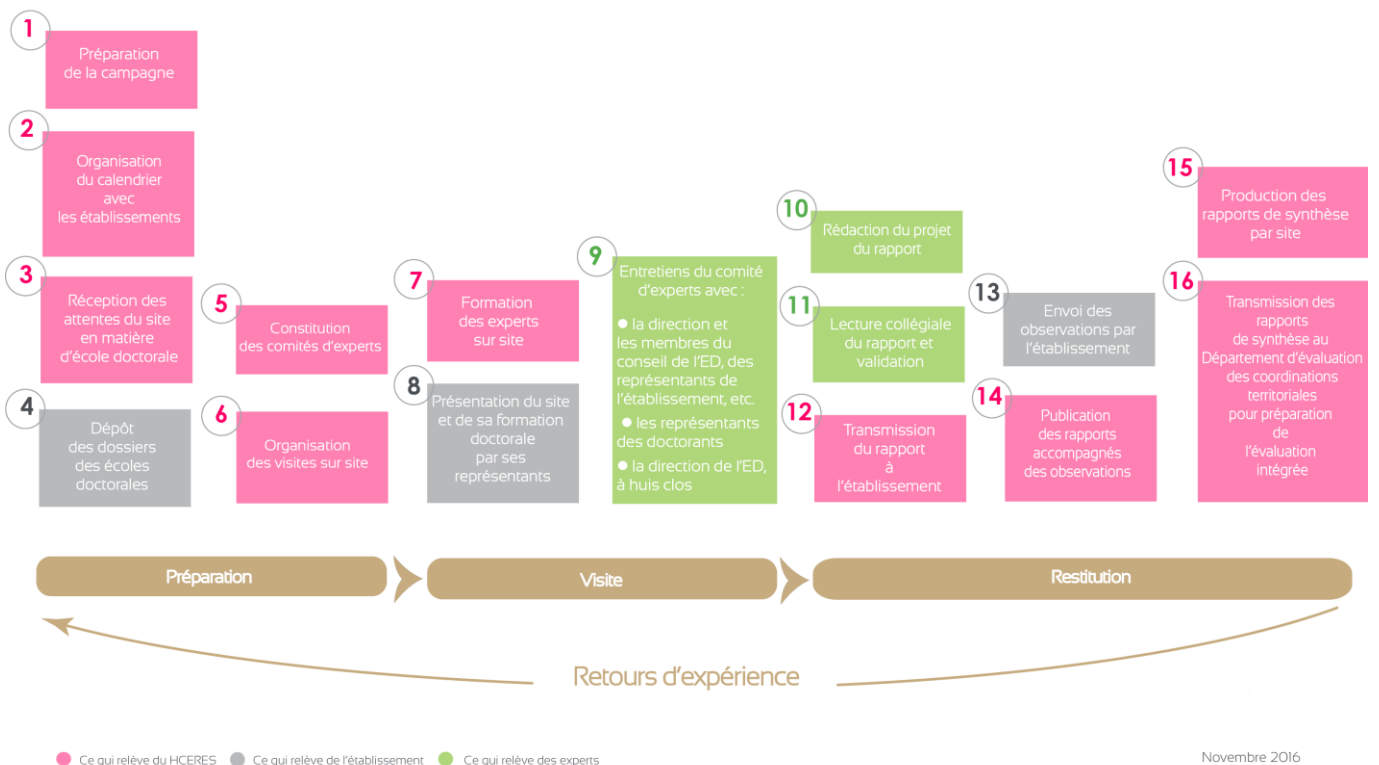 1
Préparation
de la campagne
2
Organisation
du calendrier
avec
les établissements
3
Réception des
attentes du site
en matière
d'école doctorale
4
Dépôt
des dossiers
des écoles
doctorales
5
Constitution
des comités d'experts
6
Organisation
des visites sur site
7
Formation
des experts
sur site
8
Présentation du site
et de sa formation
doctorale
par ses
représentants
9
Entretiens du comité
d'experts avec :
● la direction et
les membres du
conseil de l'ED, des
représentants de
l'établissement, etc.
● les représentants
des doctorants
● la direction de l'ED,
à huis clos
10
Rédaction du projet
du rapport
11
Lecture collégiale
du rapport et
validation
12
Transmission
du rapport
à
l'établissement
13
Envoi des
observations par
l'établissement
14
Publication
des rapports
accompagnés
des observations
15
Production des
rapports de synthèse
par site
16
Transmission des
rapports
de synthèse au
Département d'évaluation
des coordinations
territoriales
pour préparation
de
l'évaluation
intégrée
Préparation
Visite
Restitution
Retours d'expérience
Ce qui relève du HCERES
Ce qui relève de l'établissement
Ce qui relève des experts
Novembre 2016